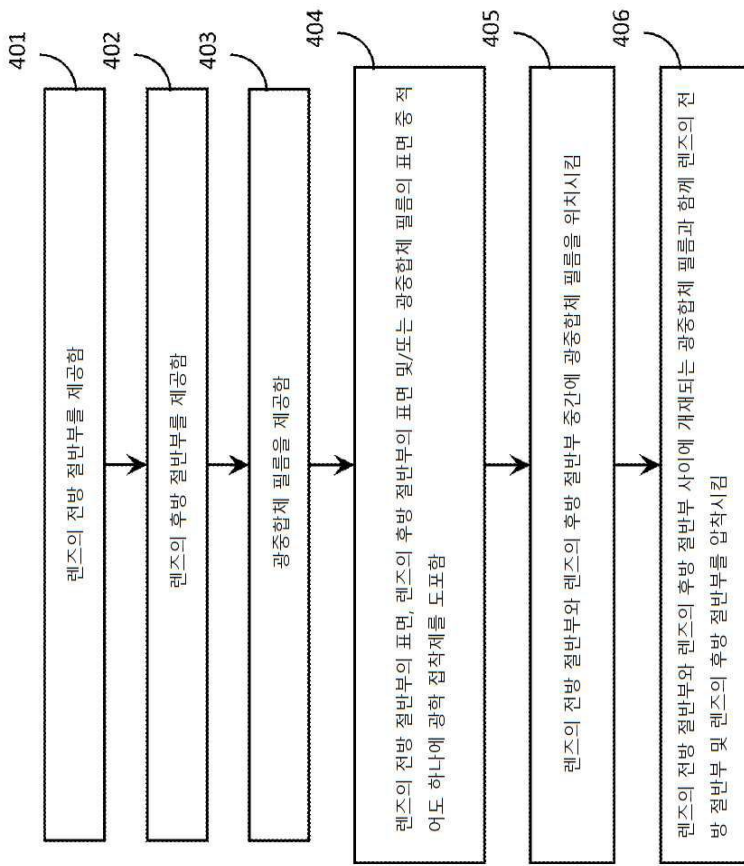 401
렌즈의 전방 절반부를 제공함
402
렌즈의 후방 절반부를 제공함
403
광중합체 필름을 제공함
404
렌즈의 전방 절반부의 표면, 렌즈의 후방 절반부의 표면 및/또는 광중합체 필름의 표면 중 적
어도 하나에 광학 접착제를 도포함
405
렌즈의 전방 절반부와 렌즈의 후방 절반부 중간에 광중합체 필름을 위치시킴
406
렌즈의 전방 절반부와 렌즈의 후방 절반부 사이에 개재되는 광중합체 필름과 함께 렌즈의 전
방 절반부 및 렌즈의 후방 절반부를 압착시킴